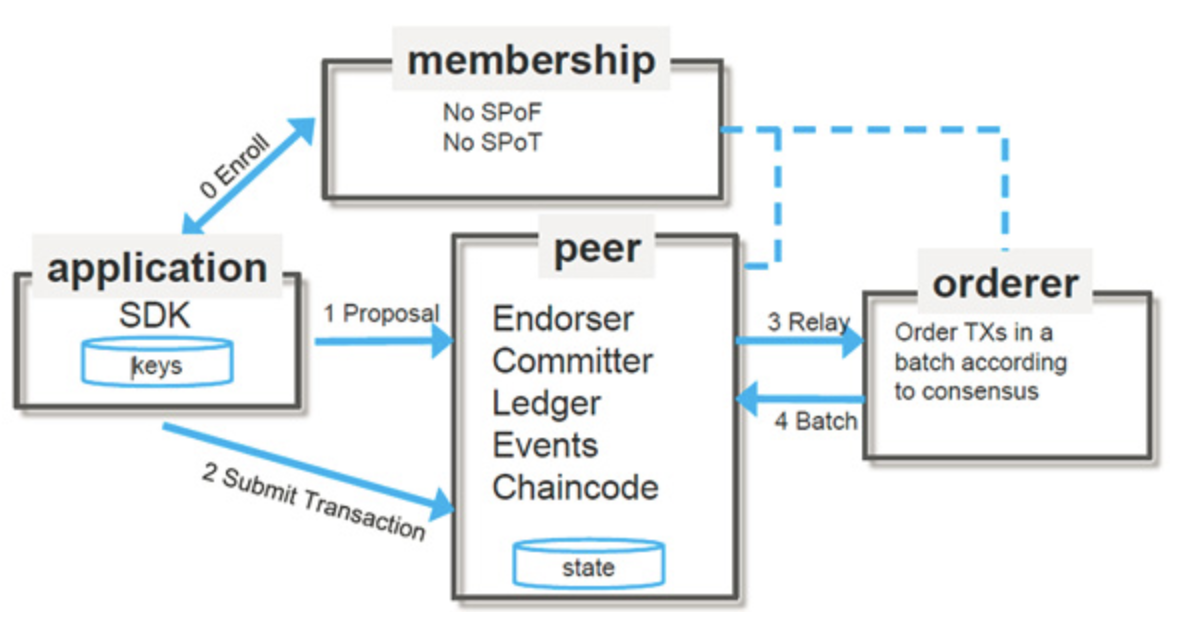 membership
No SPoF
No SPoT
0 Enroll
application
SDK
keys
1 Proposal
2 Submit Transaction
peer
Endorser
Committer
Ledger
Events
Chaincode
state
3 Relay
4 Batch
orderer
Order TXs in a
batch according
to consensus